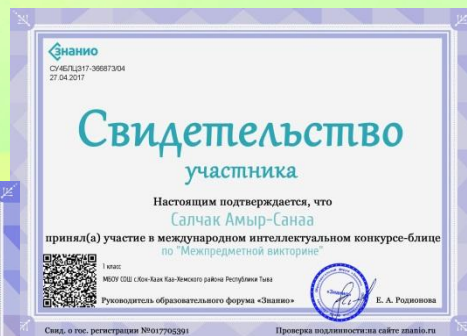 Знанио
СУ4БЛЦ317-366873/04
27.04.2017
Свидетельство
участника
Настоящим подтверждается, что
Салчак Амыр-Санаа
принял(а) участие в международном интеллектуальном конкурсе-блице
по "Межпредметной викторине"
1 класс
МБОУ СОШ с.Кок-Хаак Каа-Хемского района Республики Тыва
Руководитель образовательного форума «Знанио»
Е. А. Родионова
Свид. о гос. регистрации №017705391
Проверка подлинности:на сайте znanio.ru